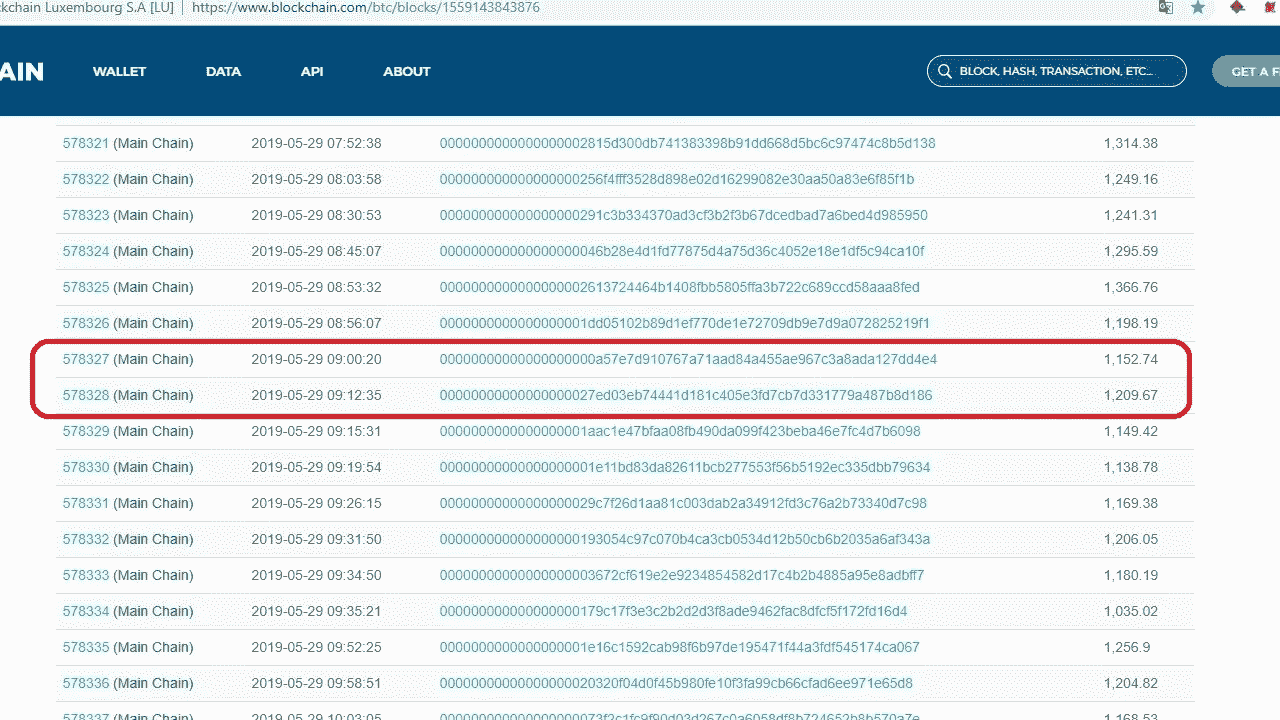 ckchain Luxembourg S.A [LU] | https://www.blockchain.com/btc/blocks/1559143843876
AIN WALLET DATA API ABOUT BLOCK, HASH, TRANSACTION, ETC... GET A F
578321 (Main Chain) 2019-05-29 07:52:38 0000000000000000002815d300db741383398b91dd668d5bc6c97474c8b5d138 1,314.38
578322 (Main Chain) 2019-05-29 08:03:58 000000000000000000256f4fff3528d898e02d16299082e30aa50a83e6f85f1b 1,249.16
578323 (Main Chain) 2019-05-29 08:30:53 000000000000000000291c3b334370ad3cf3b2f3b67dcedbad7a6bed4d985950 1,241.31
578324 (Main Chain) 2019-05-29 08:45:07 00000000000000000046b28e4d1fd77875d4a75d36c4052e18e1df5c94ca10f 1,295.59
578325 (Main Chain) 2019-05-29 08:53:32 0000000000000000002613724464b1408fbb5805ffa3b722c689ccd58aaa8fed 1,366.76
578326 (Main Chain) 2019-05-29 08:56:07 0000000000000000001dd05102b89d1ef770de1e72709db9e7d9a072825219f1 1,198.19
578327 (Main Chain) 2019-05-29 09:00:20 0000000000000000000a57e7d910767a71aad84a455ae967c3a8ada127dd4e4 1,152.74
578328 (Main Chain) 2019-05-29 09:12:35 00000000000000000027ed03eb74441d181c405e3fd7cb7d331779a487b8d186 1,209.67
578329 (Main Chain) 2019-05-29 09:15:31 0000000000000000001aac1e47bfaa08fb490da099f423beba46e7fc4d7b6098 1,149.42
578330 (Main Chain) 2019-05-29 09:19:54 0000000000000000001e11bd83da82611bcb277553f56b5192ec335dbb79634 1,138.78
578331 (Main Chain) 2019-05-29 09:26:15 00000000000000000029c7f26d1aa81c003dab2a34912fd3c76a2b73340d7c98 1,169.38
578332 (Main Chain) 2019-05-29 09:31:50 000000000000000000193054c97c070b4ca3cb0534d12b50cb6b2035a6af343a 1,206.05
578333 (Main Chain) 2019-05-29 09:34:50 0000000000000000003672cf619e2e9234854582d17c4b2b4885a95e8adbff7 1,180.19
578334 (Main Chain) 2019-05-29 09:35:21 000000000000000000179c17f3e3c2b2d2d3f8ade9462fac8dfcf5f172fd16d4 1,035.02
578335 (Main Chain) 2019-05-29 09:52:25 0000000000000000001e16c1592cab98f6b97de195471f44a3fdf545174ca067 1,256.9
578336 (Main Chain) 2019-05-29 09:58:51 00000000000000000020320f04d0f45b980fe10f3fa99cb66cfad6ee971e65d8 1,204.82
578337 (Main Chain) 2019-05-29 10:03:05 1,168.53